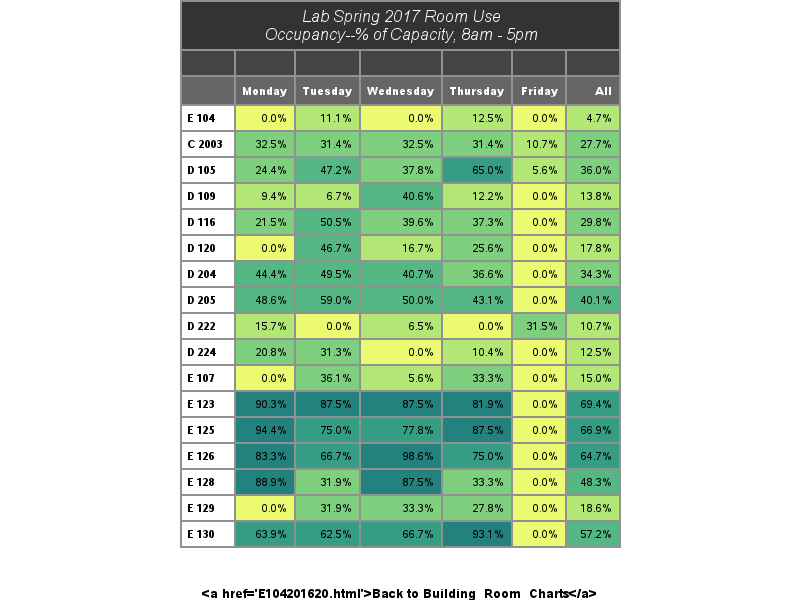 Lab Spring 2017 Room Use
Occupancy--% of Capacity, 8am - 5pm
Monday Tuesday Wednesday Thursday Friday All
E 104 0.0% 11.1% 0.0% 12.5% 0.0% 4.7%
C 2003 32.5% 31.4% 32.5% 31.4% 10.7% 27.7%
D 105 24.4% 47.2% 37.8% 65.0% 5.6% 36.0%
D 109 9.4% 6.7% 40.6% 12.2% 0.0% 13.8%
D 116 21.5% 50.5% 39.6% 37.3% 0.0% 29.8%
D 120 0.0% 46.7% 16.7% 25.6% 0.0% 17.8%
D 204 44.4% 49.5% 40.7% 36.6% 0.0% 34.3%
D 205 48.6% 59.0% 50.0% 43.1% 0.0% 40.1%
D 222 15.7% 0.0% 6.5% 0.0% 31.5% 10.7%
D 224 20.8% 31.3% 0.0% 10.4% 0.0% 12.5%
E 107 0.0% 36.1% 5.6% 33.3% 0.0% 15.0%
E 123 90.3% 87.5% 87.5% 81.9% 0.0% 69.4%
E 125 94.4% 75.0% 77.8% 87.5% 0.0% 66.9%
E 126 83.3% 66.7% 98.6% 75.0% 0.0% 64.7%
E 128 88.9% 31.9% 87.5% 33.3% 0.0% 48.3%
E 129 0.0% 31.9% 33.3% 27.8% 0.0% 18.6%
E 130 63.9% 62.5% 66.7% 93.1% 0.0% 57.2%
<a href='E104201620.html'>Back to Building_Room_Charts</a>